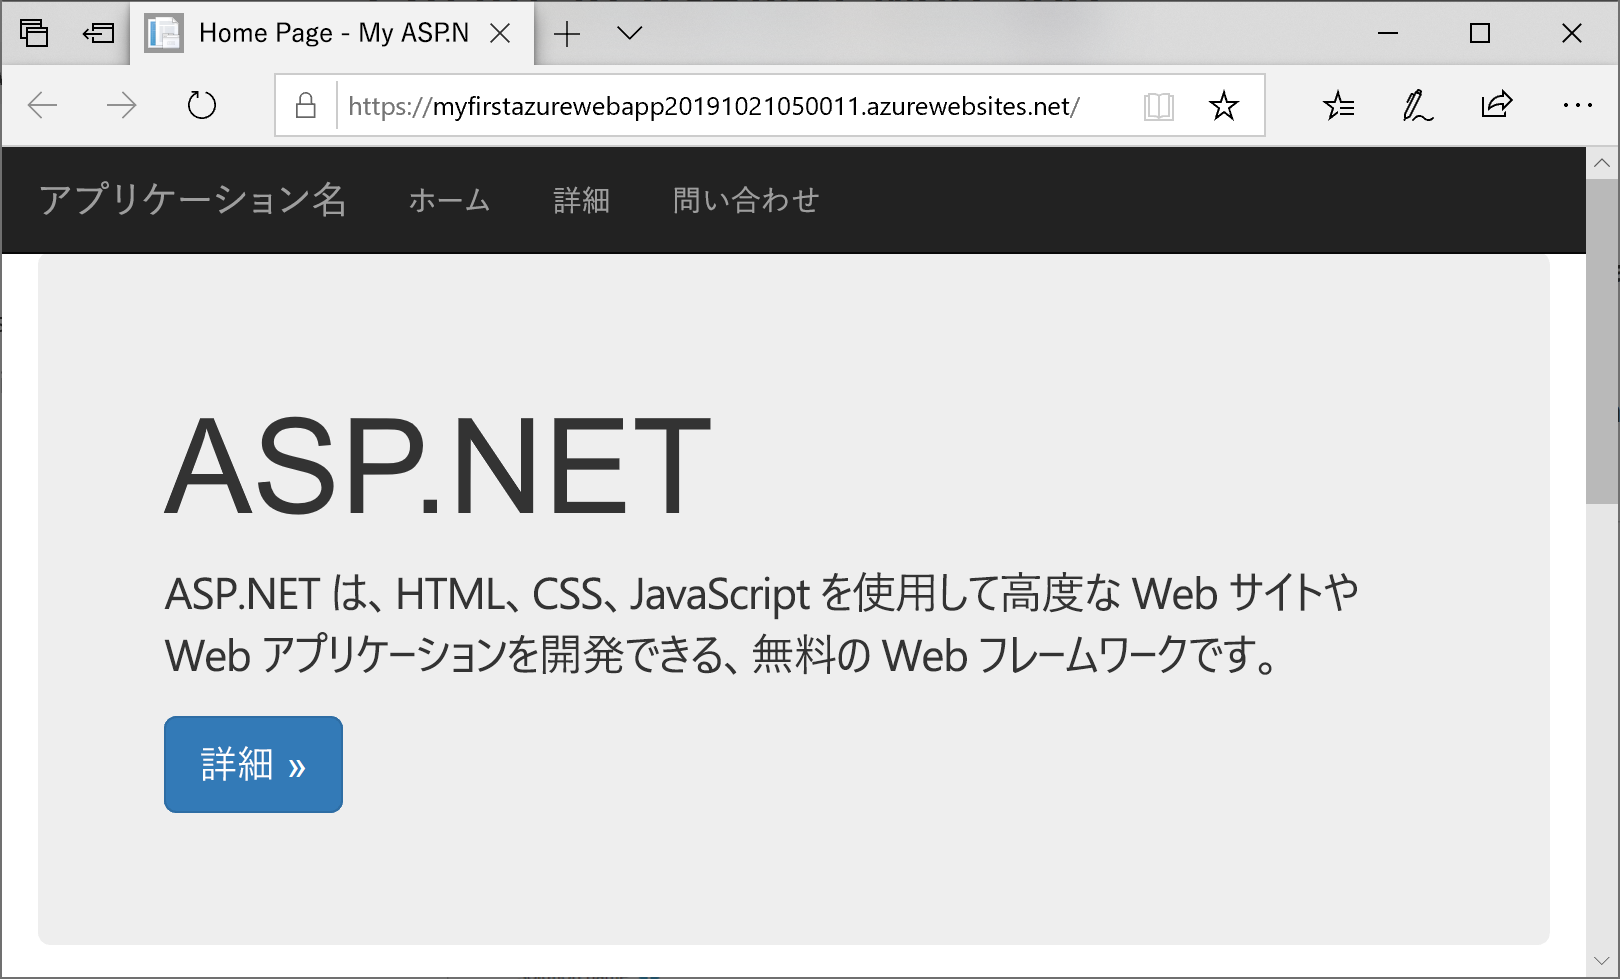 Home Page - My ASP.N
https://myfirstazurewebapp20191021050011.azurewebsites.net/
アプリケーション名 ホーム 詳細 問い合わせ
ASP.NET
ASP.NET は、HTML、CSS、JavaScript を使用して高度な Web サイトや
Web アプリケーションを開発できる、無料の Web フレームワークです。
詳細 »